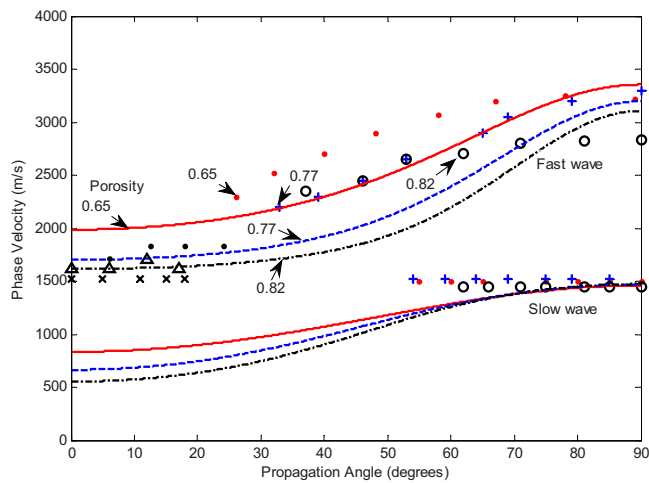 4000
3500
3000
2500
2000
1500
1000
500
0
Phase Velocity (m/s)
Porosity
0.65
0.65
0.77
0.82
Fast wave
0.77
0.82
Slow wave
0 10 20 30 40 50 60 70 80 90
Propagation Angle (degrees)